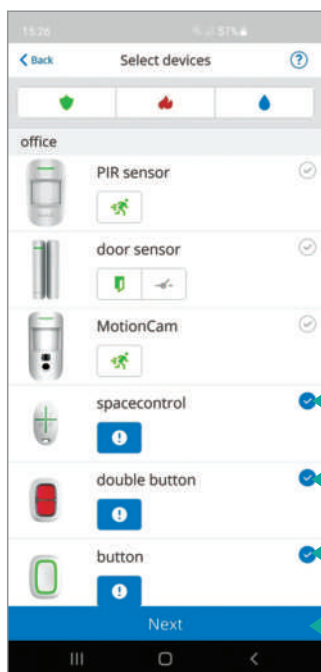 15:26 57%
Back Select devices ?
office
PIR sensor
door sensor
MotionCam
spacecontrol
double button
button
Next